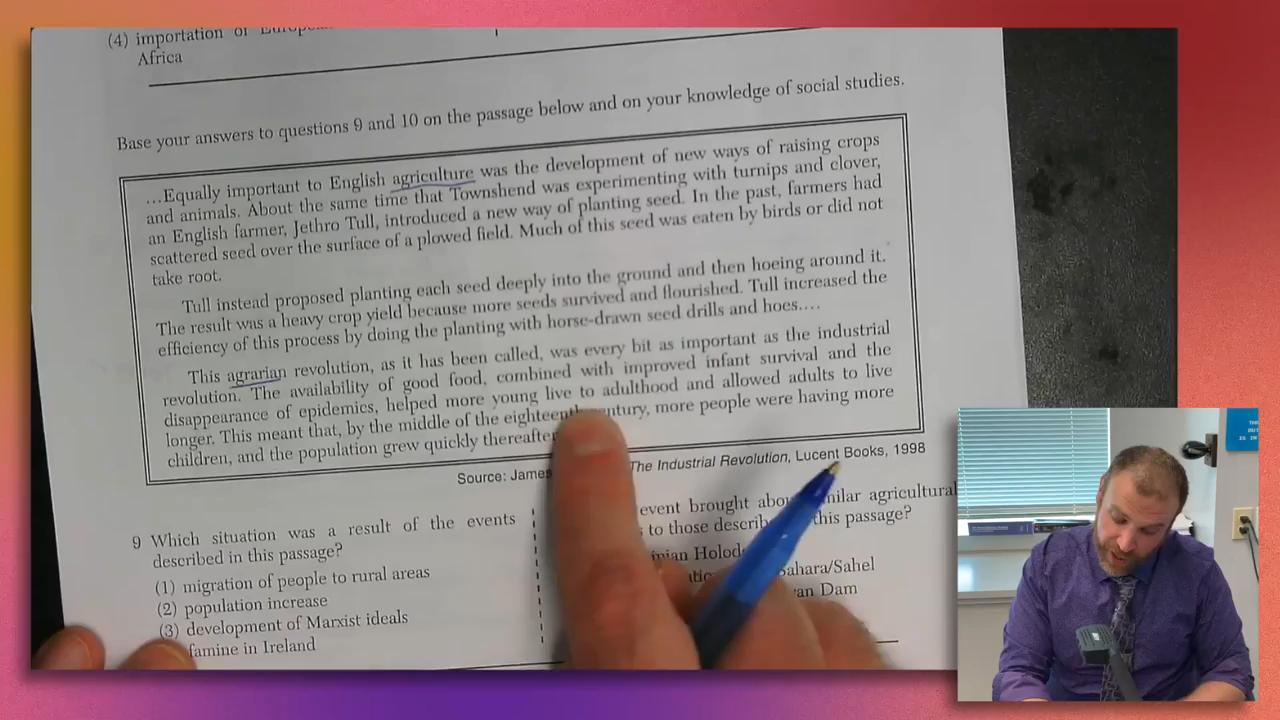 (4) importation of
Africa
Base your answers to questions 9 and 10 on the passage below and on your knowledge of social studies.
…Equally important to English agriculture was the development of new ways of raising crops
and animals. About the same time that Townshend was experimenting with turnips and clover,
an English farmer, Jethro Tull, introduced a new way of planting seed. In the past, farmers had
scattered seed over the surface of a plowed field. Much of this seed was eaten by birds or did not
take root.
Tull instead proposed planting each seed deeply into the ground and then hoeing around it.
The result was a heavy crop yield because more seeds survived and flourished. Tull increased the
efficiency of this process by doing the planting with horse-drawn seed drills and hoes….
This agrarian revolution, as it has been called, was every bit as important as the industrial
revolution. The availability of good food, combined with improved infant survival and the
disappearance of epidemics, helped more young live to adulthood and allowed adults to live
longer. This meant that, by the middle of the eighteenth century, more people were having more
children, and the population grew quickly thereafter
Source: James The Industrial Revolution, Lucent Books, 1998
9 Which situation was a result of the events
described in this passage?
(1) migration of people to rural areas
(2) population increase
(3) development of Marxist ideals
famine in Ireland
event brought about similar agricultural
to those described this passage?
Sahara/Sahel
Dam